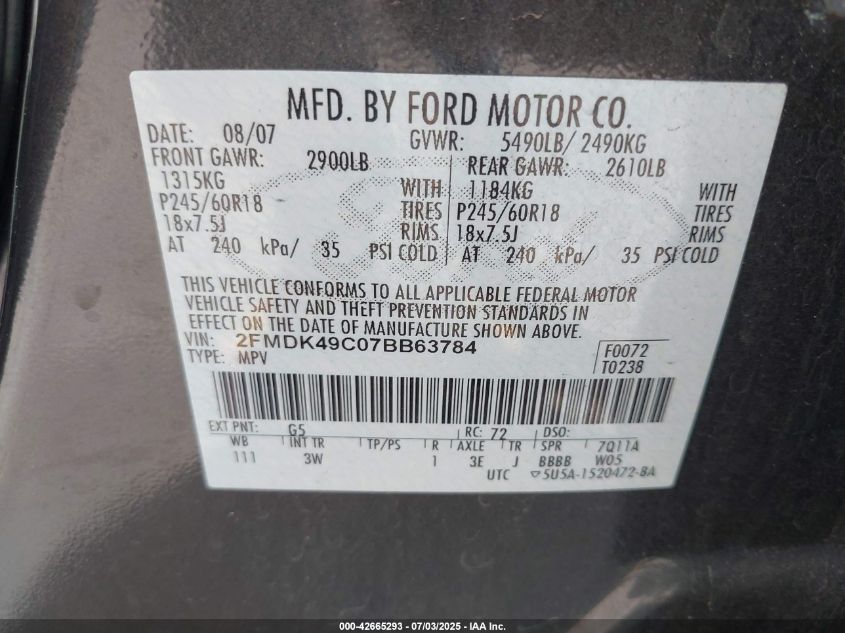 MFD. BY FORD MOTOR CO.
DATE: 08/07 GVWR: 5490LB/ 2490KG
FRONT GAWR: 2900LB REAR GAWR: 2610LB
1315KG WITH 1184KG WITH
P245/60R18 TIRES P245/60R18 TIRES
18x7.5J RIMS 18x7.5J RIMS
AT 240 kPa/ 35 PSI COLD AT 240 kPa/ 35 PSI COLD
THIS VEHICLE CONFORMS TO ALL APPLICABLE FEDERAL MOTOR
VEHICLE SAFETY AND THEFT PREVENTION STANDARDS IN
EFFECT ON THE DATE OF MANUFACTURE SHOWN ABOVE.
VIN: 2FMDK49C07BB63784 F0072
TYPE: MPV T0238
EXT PNT: G5 RC: 72 DSO:
WB INT TR TP/PS R AXLE TR SPR 7Q11A
111 3W 1 3E J BBBB W05
UTC 5U5A-1520472-BA
000-42665293 - 07/03/2025 - IAA Inc.